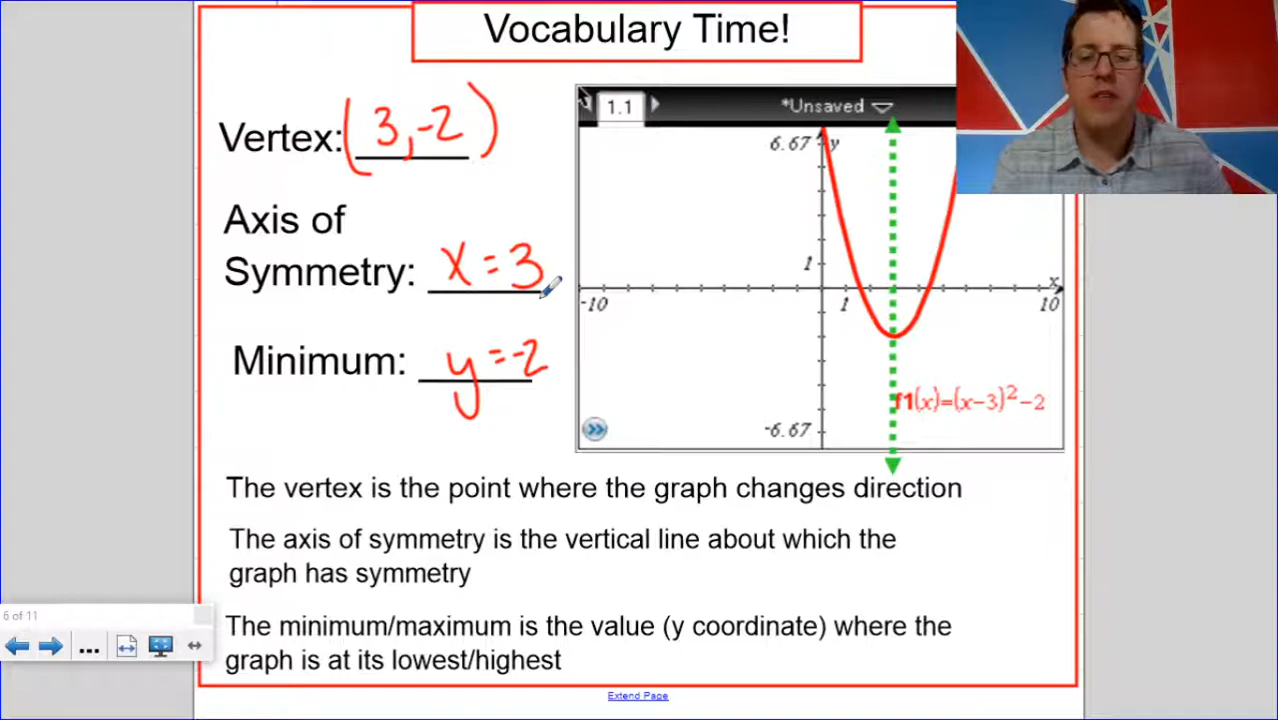 Vocabulary Time!
Vertex: (3,-2)
Axis of
Symmetry: x = 3
Minimum: y = -2
1.1 *Unsaved
6.67 y
1
-10 1 x 10
-6.67
f1(x)=(x-3)²-2
The vertex is the point where the graph changes direction
The axis of symmetry is the vertical line about which the
graph has symmetry
The minimum/maximum is the value (y coordinate) where the
graph is at its lowest/highest
6 of 11
...
Extend Page